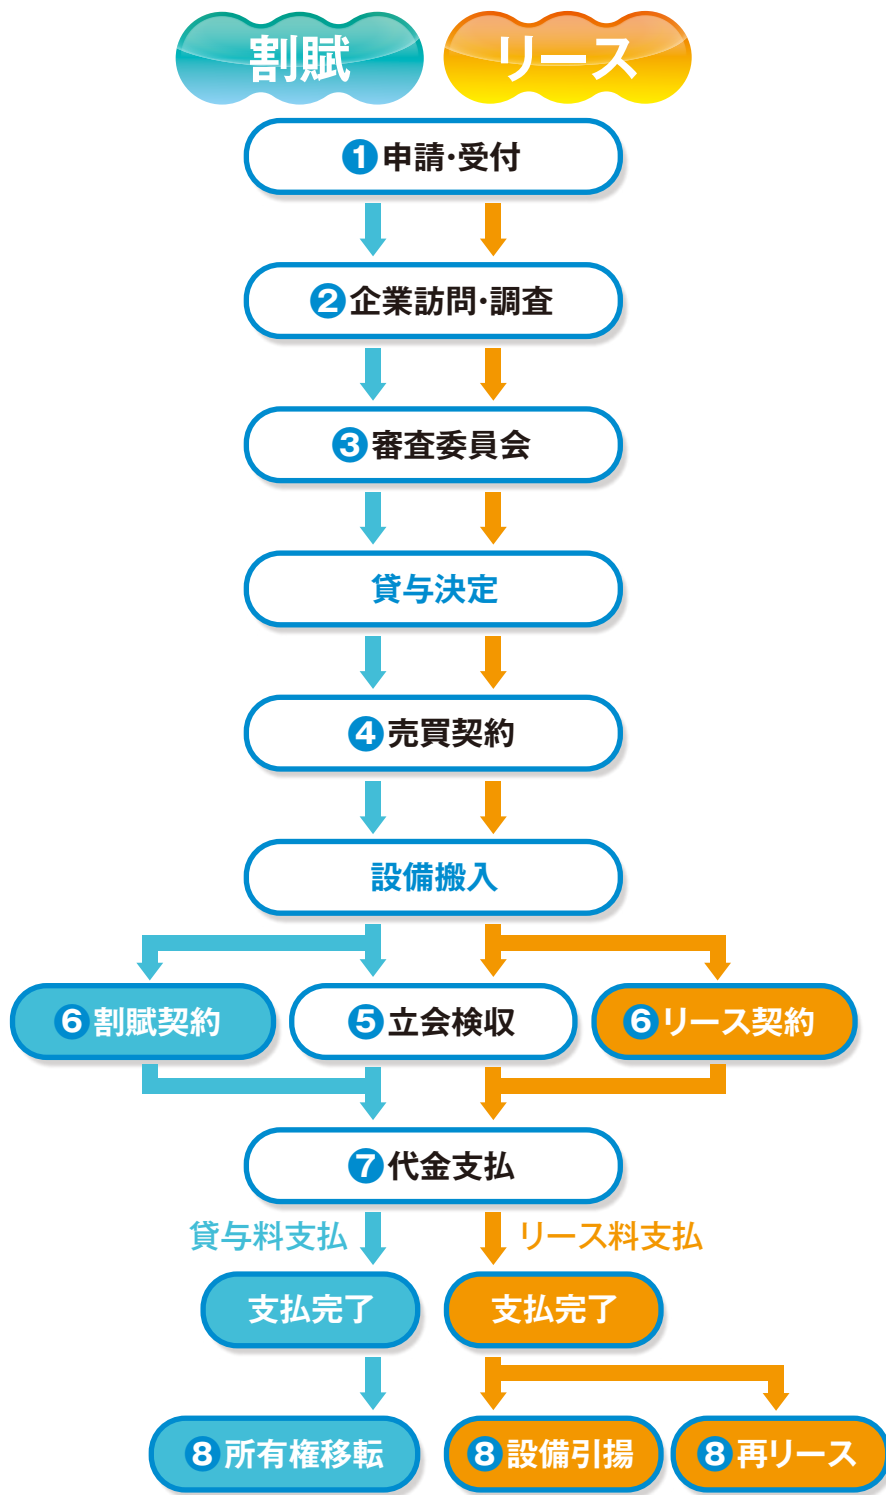 割賦
リース
❶申請・受付
❷企業訪問・調査
❸審査委員会
貸与決定
❹売買契約
設備搬入
❻割賦契約
❺立会検収
❻リース契約
❼代金支払
貸与料支払
リース料支払
支払完了
支払完了
❽所有権移転
❽設備引揚
❽再リース